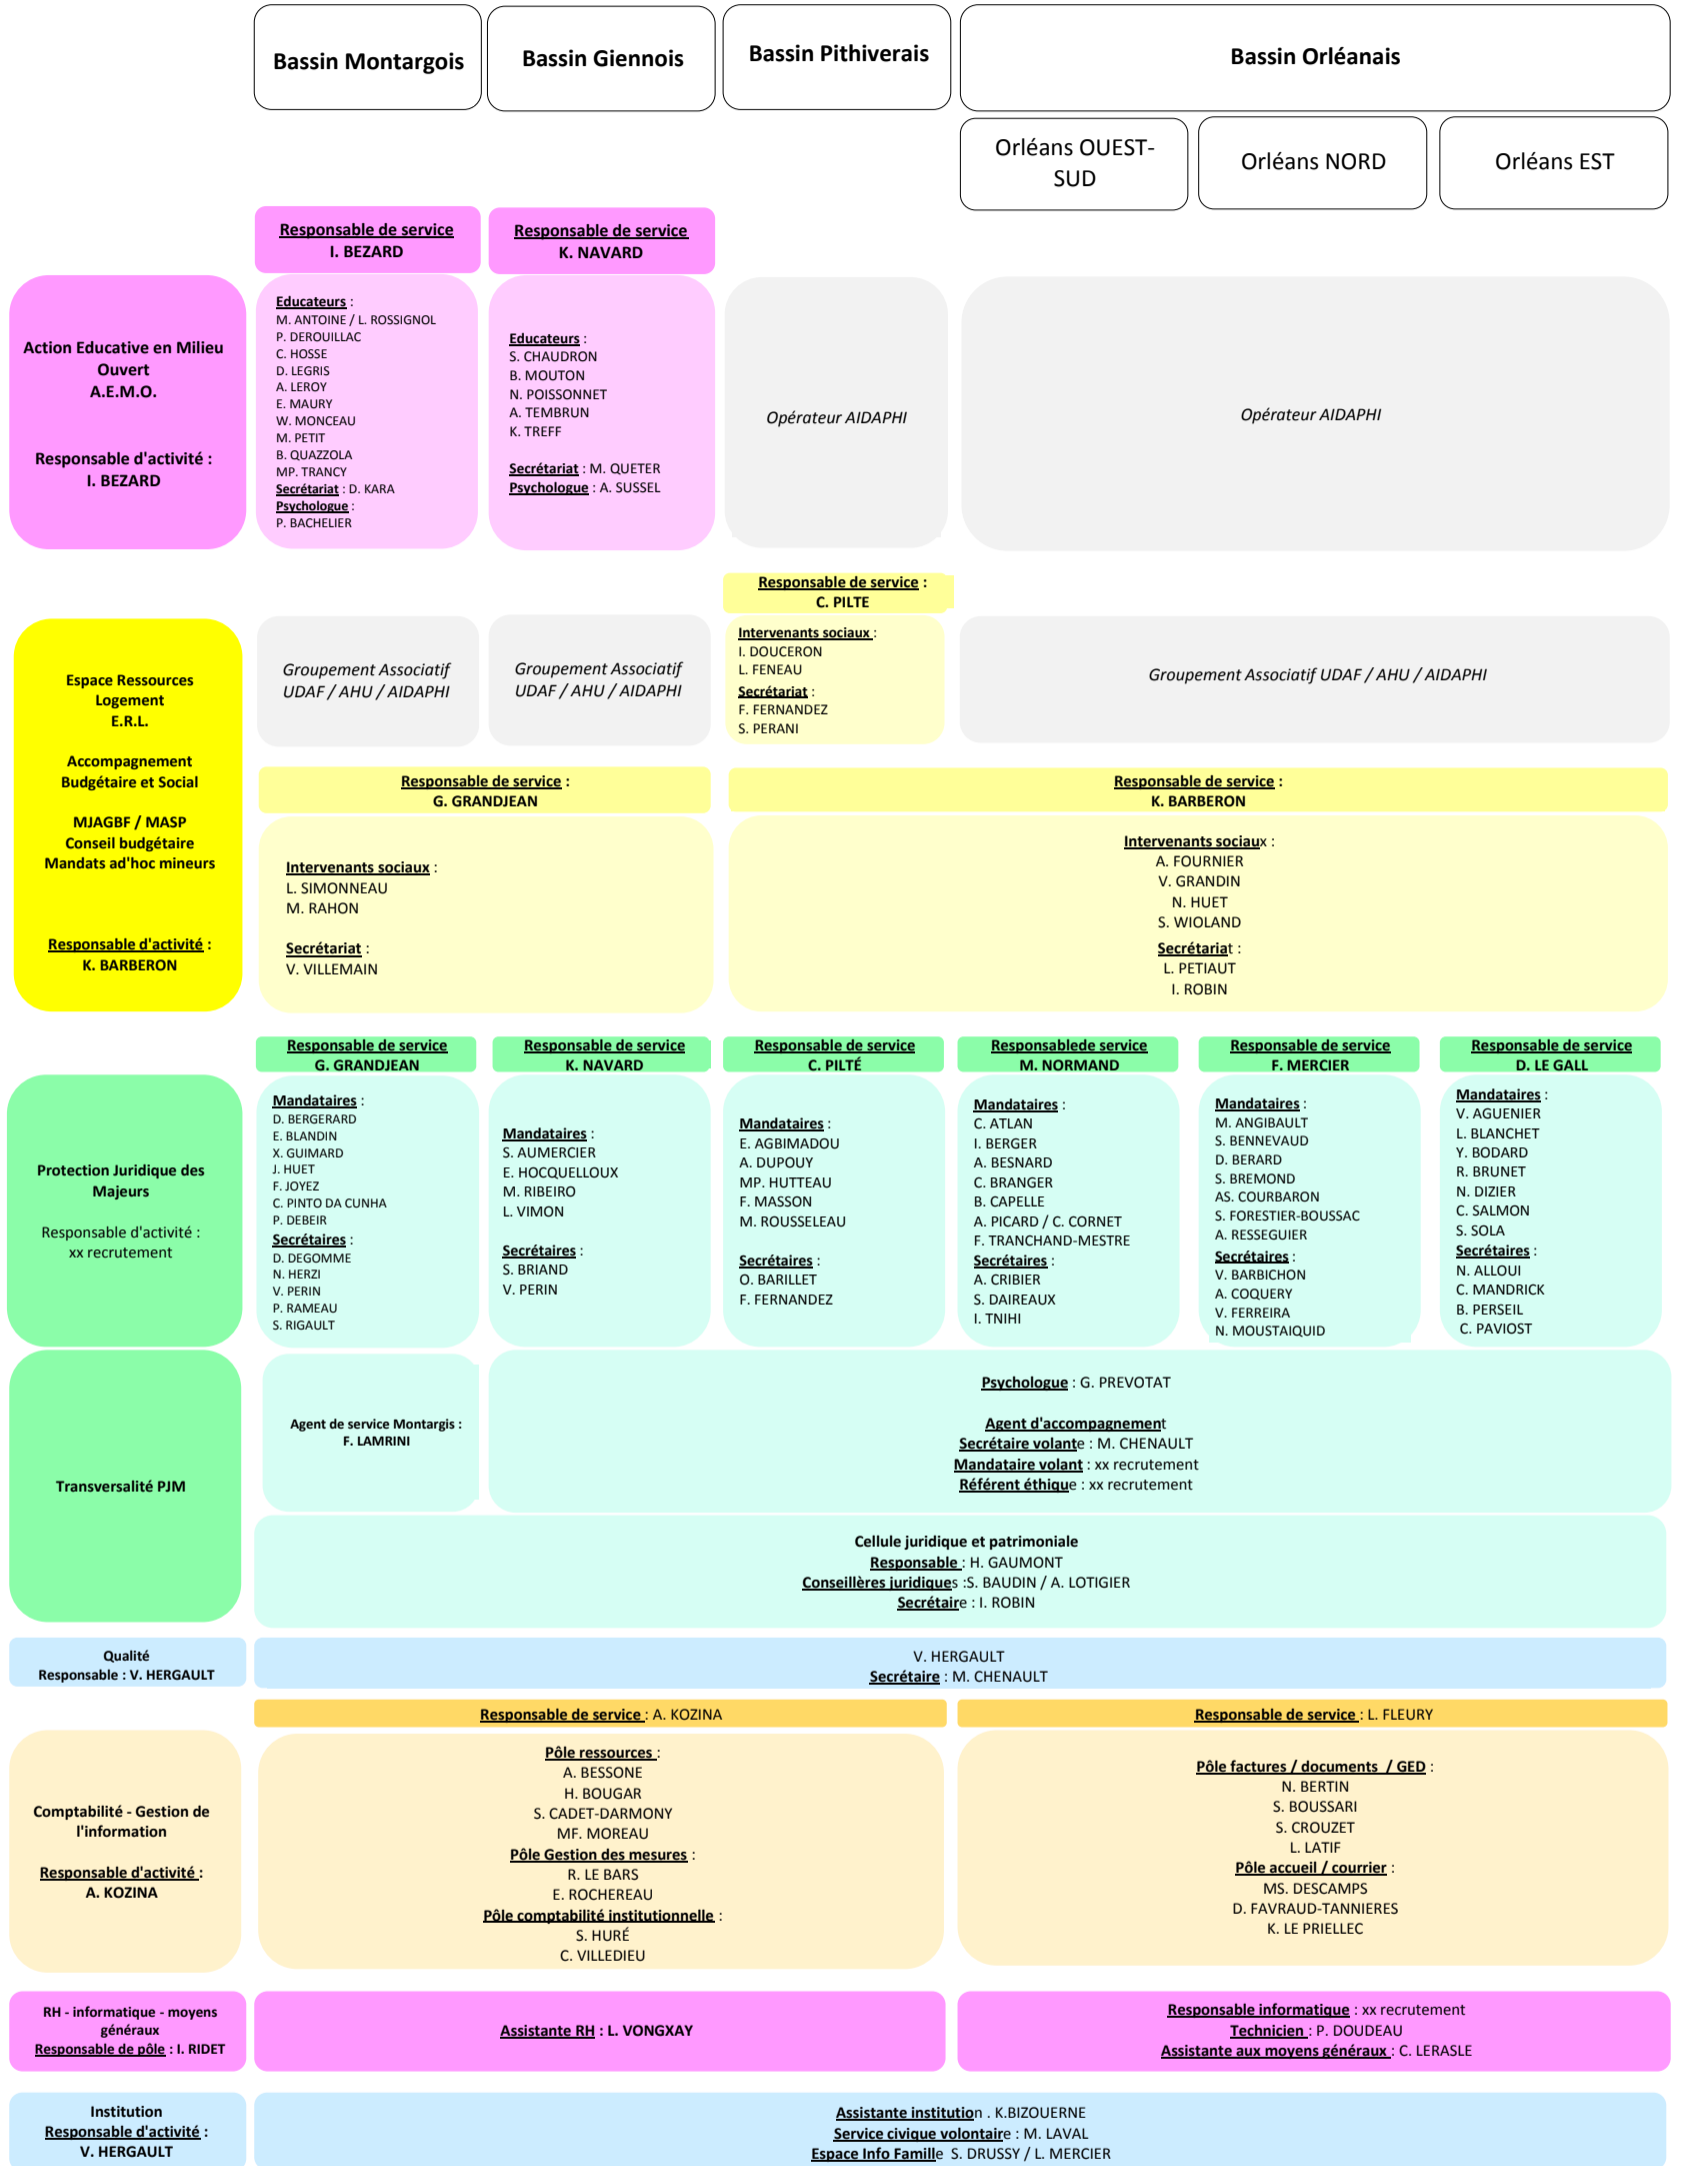 Bassin Montargois
Bassin Giennois
Bassin Pithiverais
Bassin Orléanais
Orléans OUEST-
SUD
Orléans NORD
Orléans EST
Responsable de service
I. BEZARD
Responsable de service
K. NAVARD
Action Educative en Milieu
Ouvert
A.E.M.O.
Responsable d'activité :
I. BEZARD
Educateurs :
M. ANTOINE / L. ROSSIGNOL
P. DEROUILLAC
C. HOSSE
D. LEGRIS
A. LEROY
E. MAURY
W. MONCEAU
M. PETIT
B. QUAZZOLA
MP. TRANCY
Secrétariat : D. KARA
Psychologue :
P. BACHELIER
Educateurs :
S. CHAUDRON
B. MOUTON
N. POISSONNET
A. TEMBRUN
K. TREFF
Secrétariat : M. QUETER
Psychologue : A. SUSSEL
Opérateur AIDAPHI
Opérateur AIDAPHI
Responsable de service :
C. PILTE
Espace Ressources
Logement
E.R.L.
Accompagnement
Budgétaire et Social
MJAGBF / MASP
Conseil budgétaire
Mandats ad'hoc mineurs
Responsable d'activité :
K. BARBERON
Groupement Associatif
UDAF / AHU / AIDAPHI
Groupement Associatif
UDAF / AHU / AIDAPHI
Intervenants sociaux :
I. DOUCERON
L. FENEAU
Secrétariat :
F. FERNANDEZ
S. PERANI
Groupement Associatif UDAF / AHU / AIDAPHI
Responsable de service :
G. GRANDJEAN
Responsable de service :
K. BARBERON
Intervenants sociaux :
L. SIMONNEAU
M. RAHON
Secrétariat :
V. VILLEMAIN
Intervenants sociaux :
A. FOURNIER
V. GRANDIN
N. HUET
S. WIOLAND
Secrétariat :
L. PETIAUT
I. ROBIN
Responsable de service
G. GRANDJEAN
Responsable de service
K. NAVARD
Responsable de service
C. PILTÉ
Responsablede service
M. NORMAND
Responsable de service
F. MERCIER
Responsable de service
D. LE GALL
Protection Juridique des
Majeurs
Responsable d'activité :
xx recrutement
Mandataires :
D. BERGERARD
E. BLANDIN
X. GUIMARD
J. HUET
F. JOYEZ
C. PINTO DA CUNHA
P. DEBEIR
Secrétaires :
D. DEGOMME
N. HERZI
V. PERIN
P. RAMEAU
S. RIGAULT
Mandataires :
S. AUMERCIER
E. HOCQUELLOUX
M. RIBEIRO
L. VIMON
Secrétaires :
S. BRIAND
V. PERIN
Mandataires :
E. AGBIMADOU
A. DUPOUY
MP. HUTTEAU
F. MASSON
M. ROUSSELEAU
Secrétaires :
O. BARILLET
F. FERNANDEZ
Mandataires :
C. ATLAN
I. BERGER
A. BESNARD
C. BRANGER
B. CAPELLE
A. PICARD / C. CORNET
F. TRANCHAND-MESTRE
Secrétaires :
A. CRIBIER
S. DAIREAUX
I. TNIHI
Mandataires :
M. ANGIBAULT
S. BENNEVAUD
D. BERARD
S. BREMOND
AS. COURBARON
S. FORESTIER-BOUSSAC
A. RESSEGUIER
Secrétaires :
V. BARBICHON
A. COQUERY
V. FERREIRA
N. MOUSTAIQUID
Mandataires :
V. AGUENIER
L. BLANCHET
Y. BODARD
R. BRUNET
N. DIZIER
C. SALMON
S. SOLA
Secrétaires :
N. ALLOUI
C. MANDRICK
B. PERSEIL
C. PAVIOST
Transversalité PJM
Agent de service Montargis :
F. LAMRINI
Psychologue : G. PREVOTAT
Agent d'accompagnement
Secrétaire volante : M. CHENAULT
Mandataire volant : xx recrutement
Référent éthique : xx recrutement
Cellule juridique et patrimoniale
Responsable : H. GAUMONT
Conseillères juridiques :S. BAUDIN / A. LOTIGIER
Secrétaire : I. ROBIN
Qualité
Responsable : V. HERGAULT
V. HERGAULT
Secrétaire : M. CHENAULT
Responsable de service : A. KOZINA
Responsable de service : L. FLEURY
Comptabilité - Gestion de
l'information
Responsable d'activité :
A. KOZINA
Pôle ressources :
A. BESSONE
H. BOUGAR
S. CADET-DARMONY
MF. MOREAU
Pôle Gestion des mesures :
R. LE BARS
E. ROCHEREAU
Pôle comptabilité institutionnelle :
S. HURÉ
C. VILLEDIEU
Pôle factures / documents / GED :
N. BERTIN
S. BOUSSARI
S. CROUZET
L. LATIF
Pôle accueil / courrier :
MS. DESCAMPS
D. FAVRAUD-TANNIERES
K. LE PRIELLEC
RH - informatique - moyens
généraux
Responsable de pôle : I. RIDET
Assistante RH : L. VONGXAY
Responsable informatique : xx recrutement
Technicien : P. DOUDEAU
Assistante aux moyens généraux : C. LERASLE
Institution
Responsable d'activité :
V. HERGAULT
Assistante institution . K.BIZOUERNE
Service civique volontaire : M. LAVAL
Espace Info Famille S. DRUSSY / L. MERCIER